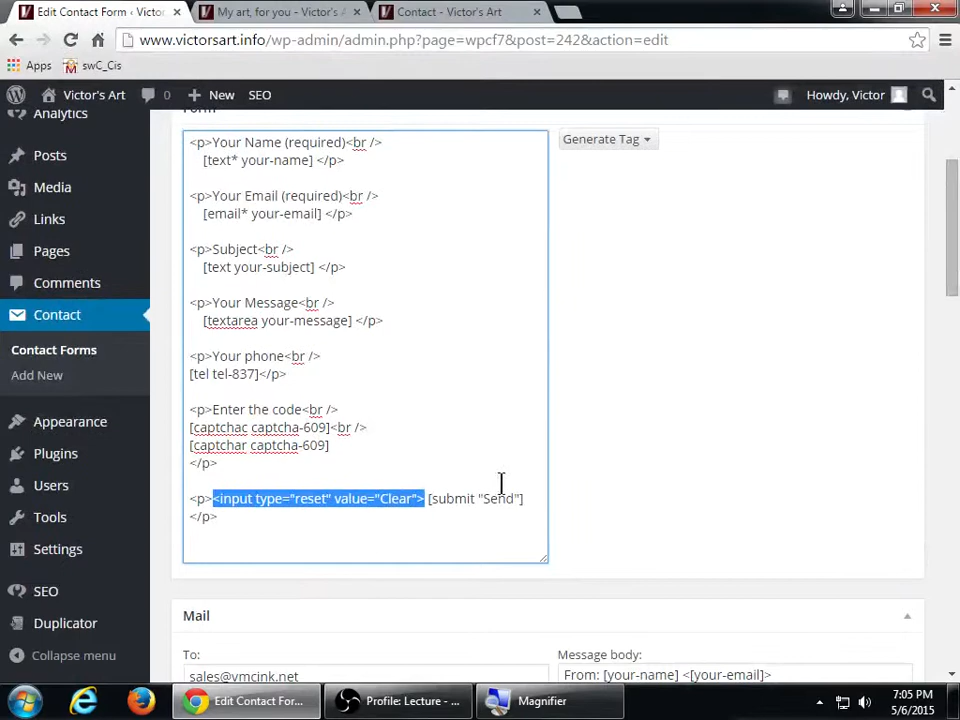 Edit Contact Form ‹ Victor
My art, for you - Victor's A
Contact - Victor's Art
www.victorsart.info/wp-admin/admin.php?page=wpcf7&post=242&action=edit
Apps
swC_Cis
Victor's Art
0
New
SEO
Howdy, Victor
Analytics
Posts
Media
Links
Pages
Comments
Contact
Contact Forms
Add New
Appearance
Plugins
Users
Tools
Settings
SEO
Duplicator
Collapse menu
Form
<p>Your Name (required)<br />
[text* your-name] </p>
<p>Your Email (required)<br />
[email* your-email] </p>
<p>Subject<br />
[text your-subject] </p>
<p>Your Message<br />
[textarea your-message] </p>
<p>Your phone<br />
[tel tel-837]</p>
<p>Enter the code<br />
[captchac captcha-609]<br />
[captchar captcha-609]
</p>
<p><input type="reset" value="Clear"> [submit "Send"]
</p>
Generate Tag
Mail
To:
sales@vmcink.net
Message body:
From: [your-name] <[your-email]>
Edit Contact For...
Profile: Lecture - ...
Magnifier
7:05 PM
5/6/2015